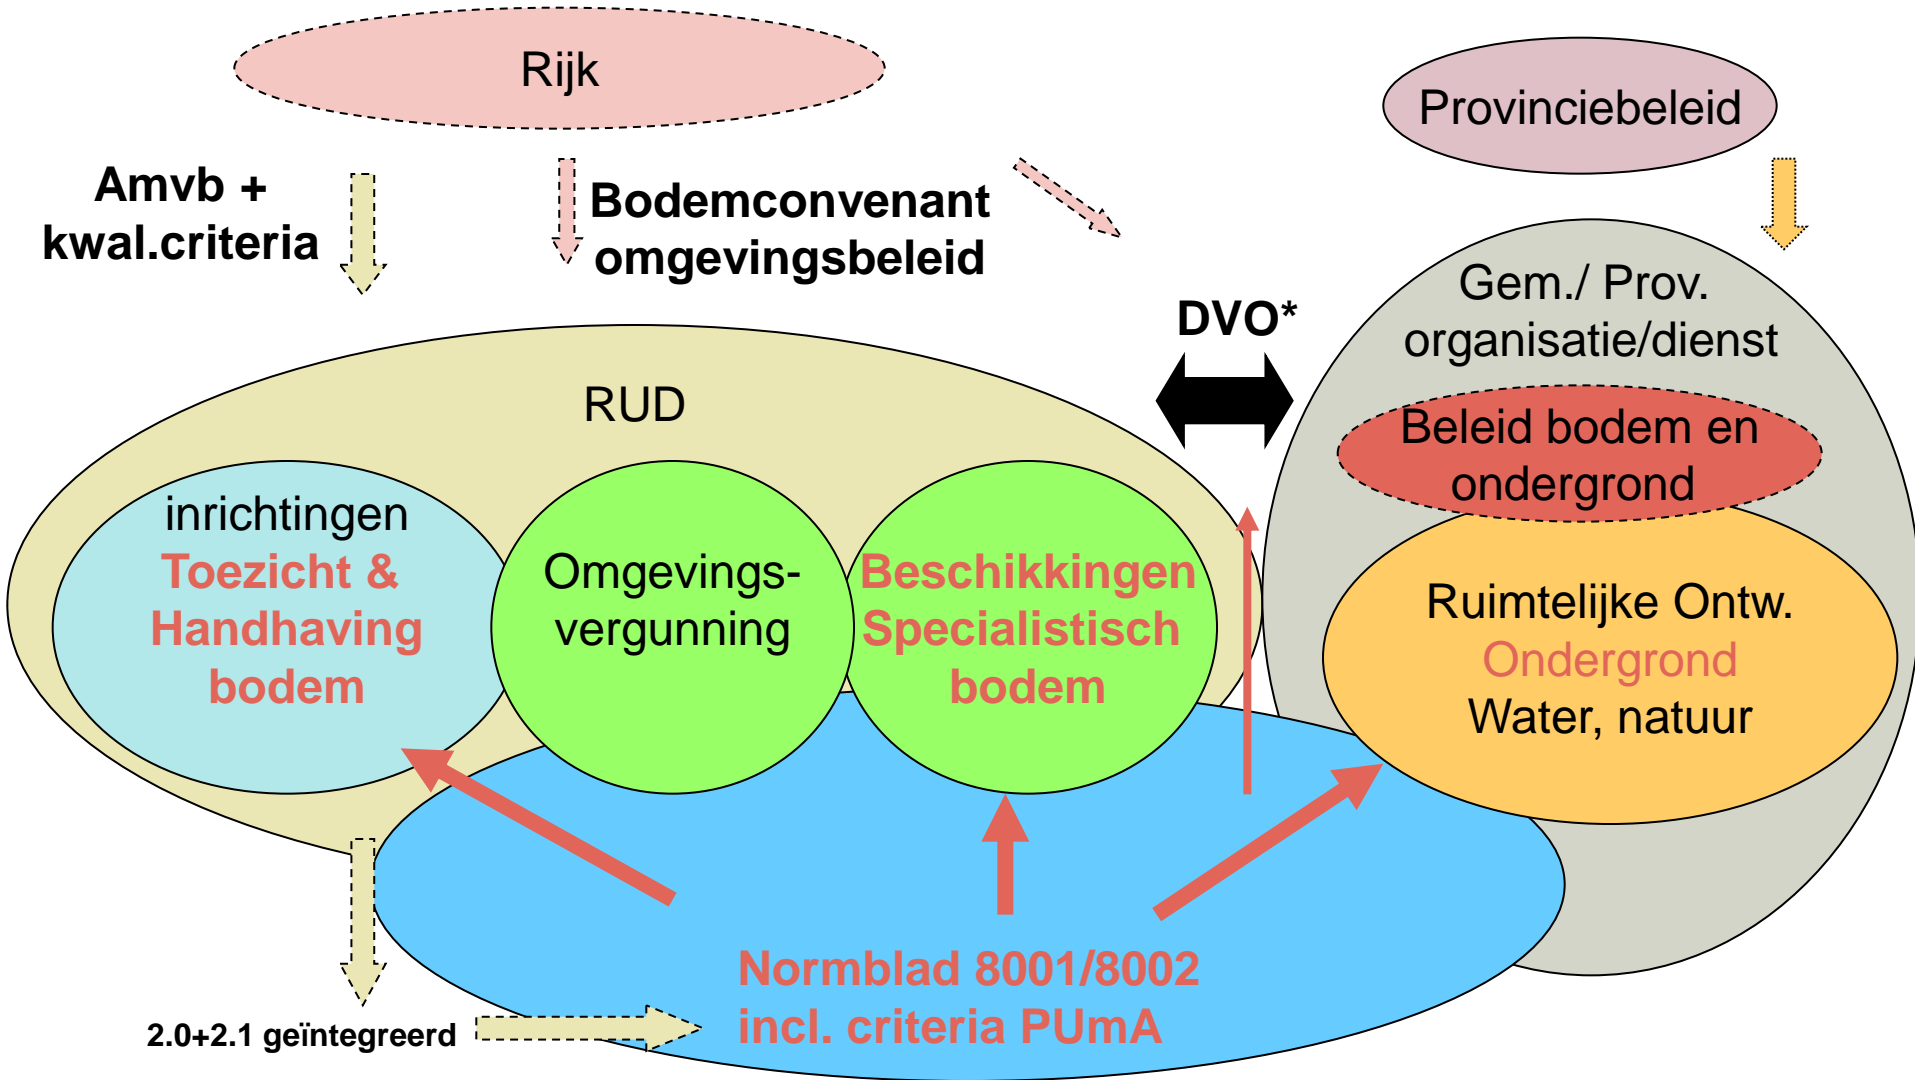 Rijk
Provinciebeleid
Amvb +
kwal.criteria
Bodemconvenant
omgevingsbeleid
DVO*
Gem./ Prov.
organisatie/dienst
RUD
Beleid bodem en
ondergrond
inrichtingen
Toezicht &
Handhaving
bodem
Omgevings-
vergunning
Beschikkingen
Specialistisch
bodem
Ruimtelijke Ontw.
Ondergrond
Water, natuur
Normblad 8001/8002
incl. criteria PUmA
2.0+2.1 geïntegreerd